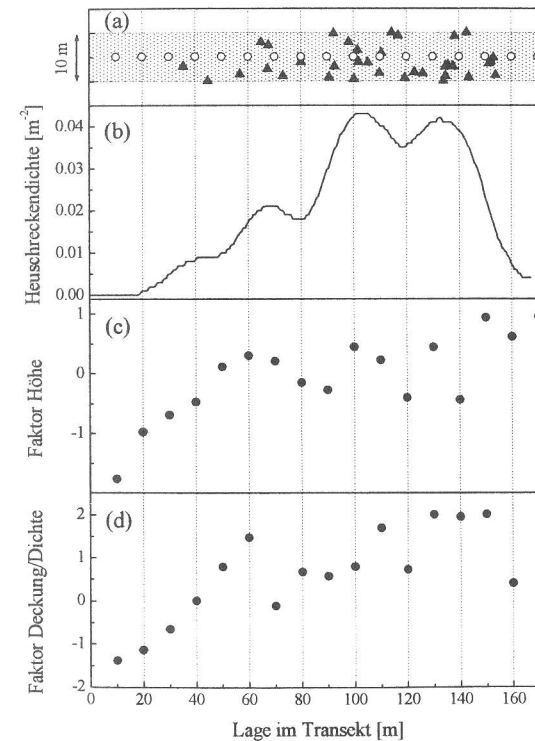 (a)
10 m
(b)
Heuschreckendichte [m⁻²]
0.04
0.03
0.02
0.01
0.00
(c)
Faktor Höhe
1
0
-1
(d)
Faktor Deckung/Dichte
2
1
0
-1
-2
0 20 40 60 80 100 120 140 160
Lage im Transekt [m]